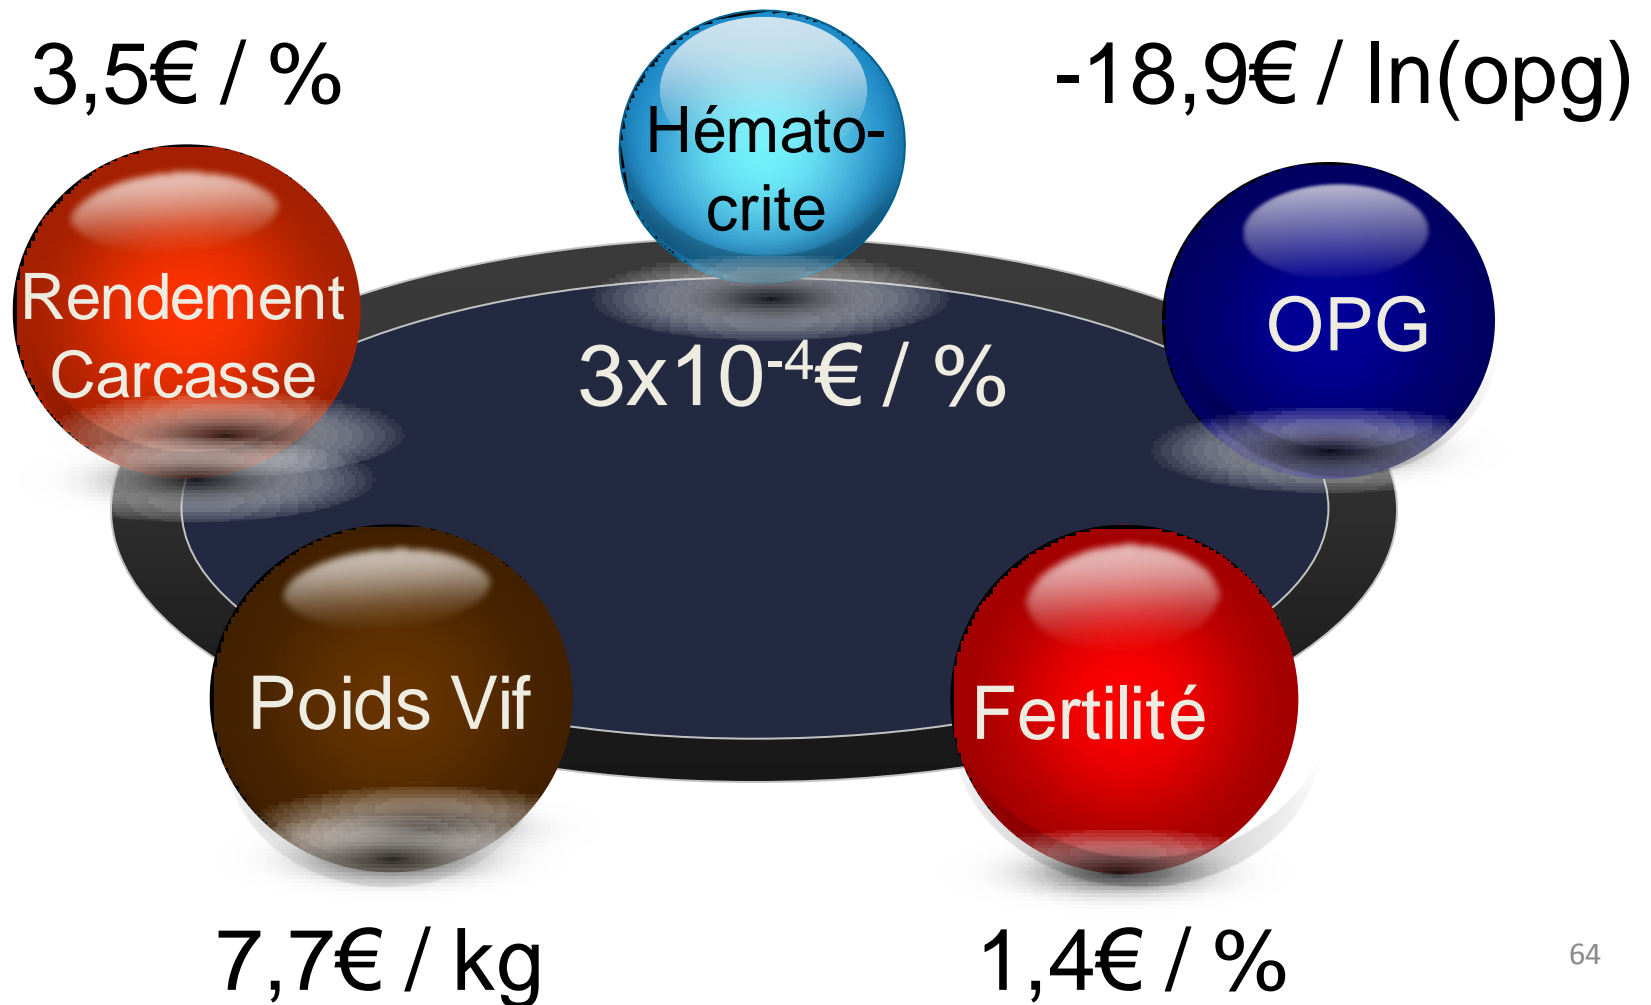 3,5€ / %
Hémato-
crite
-18,9€ / ln(opg)
Rendement
Carcasse
OPG
3x10⁻⁴€ / %
Poids Vif
Fertilité
7,7€ / kg
1,4€ / %
64